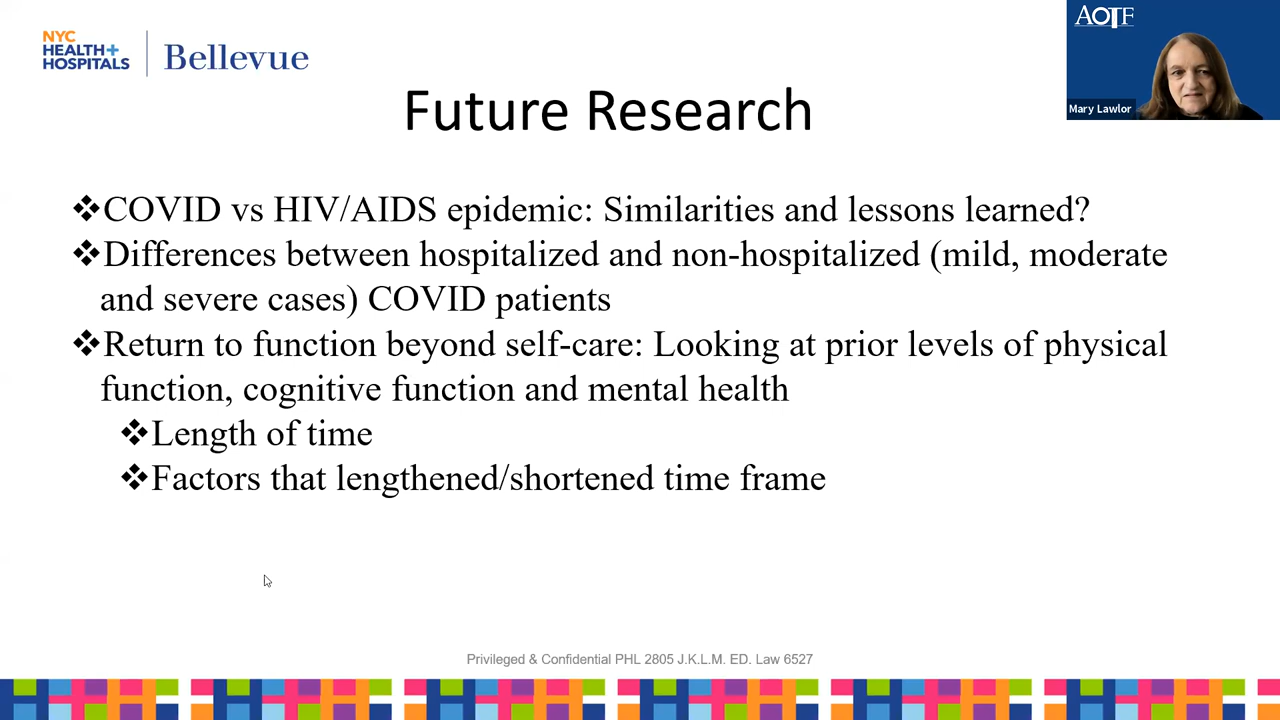 NYC
HEALTH+
HOSPITALS
Bellevue
AOTF
Mary Lawlor
Future Research
❖COVID vs HIV/AIDS epidemic: Similarities and lessons learned?
❖Differences between hospitalized and non-hospitalized (mild, moderate
and severe cases) COVID patients
❖Return to function beyond self-care: Looking at prior levels of physical
function, cognitive function and mental health
❖Length of time
❖Factors that lengthened/shortened time frame
Privileged & Confidential PHL 2805 J.K.L.M. ED. Law 6527